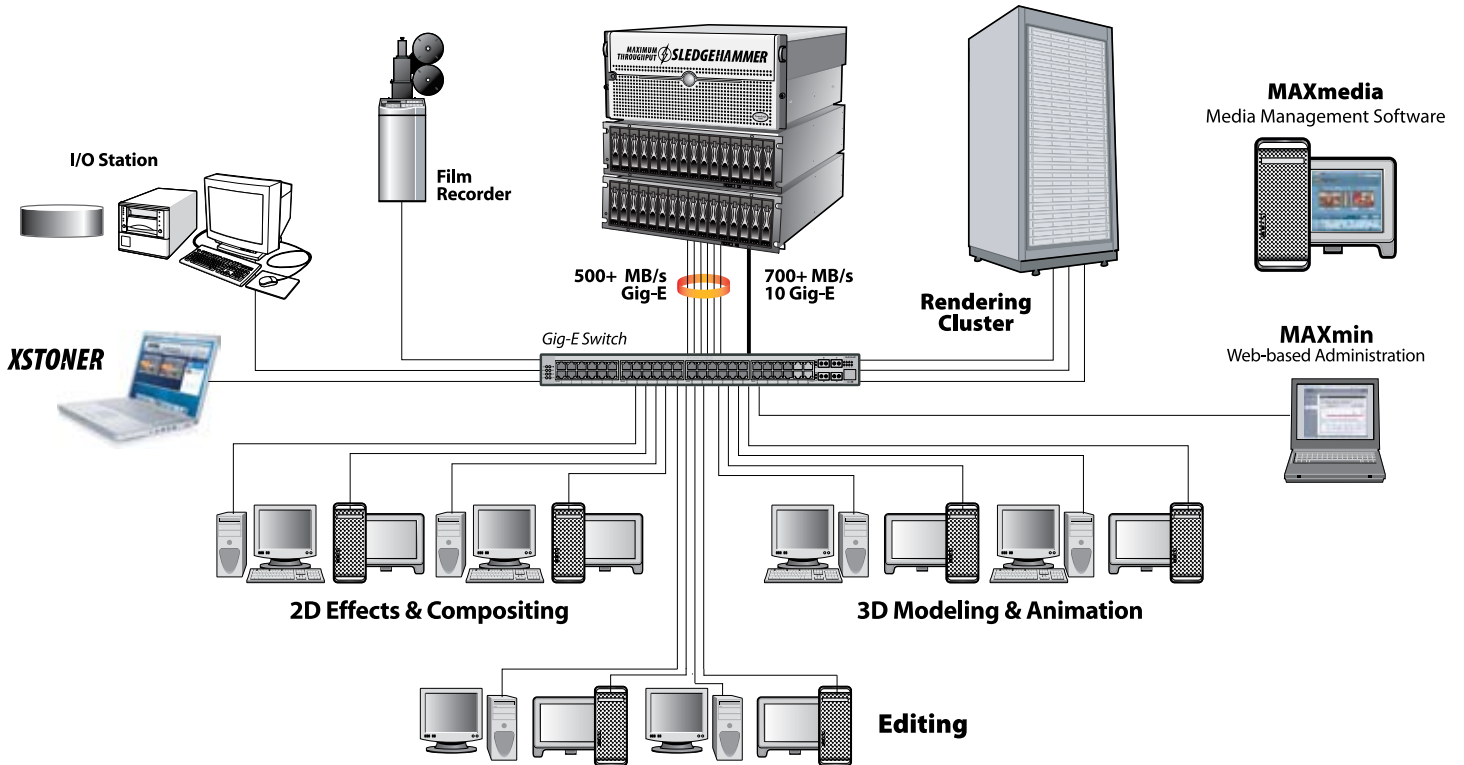 MAXIMUM
THROUGHPUT SLEDGEHAMMER
MAXmedia
Media Management Software
I/O Station
Film
Recorder
500+ MB/s
Gig-E
700+ MB/s
10 Gig-E
Rendering
Cluster
Gig-E Switch
XSTONER
MAXmin
Web-based Administration
2D Effects & Compositing
3D Modeling & Animation
Editing